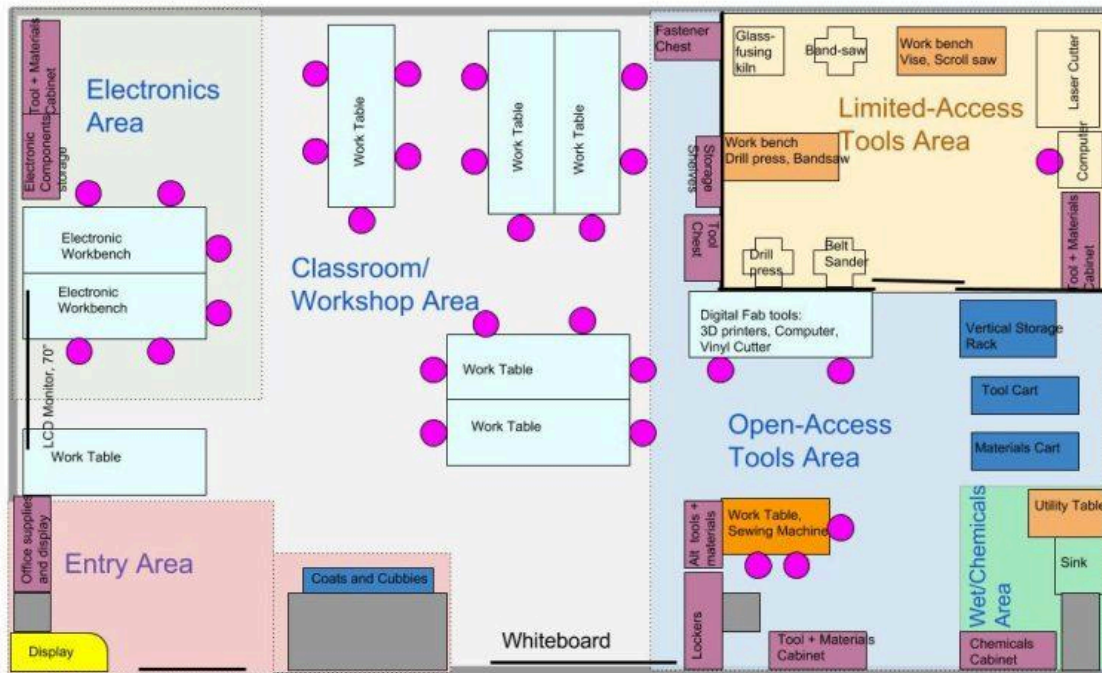 Tool + Materials
Cabinet
Electronic
Components
storage
Electronics
Area
Electronic
Workbench
Electronic
Workbench
LCD Monitor, 70"
Work Table
Work Table
Work Table
Work Table
Classroom/
Workshop Area
Work Table
Work Table
Fastener
Chest
Storage
Shelves
Tool
Chest
Glass-
fusing
kiln
Band-saw
Work bench
Vise, Scroll saw
Laser Cutter
Limited-Access
Tools Area
Work bench
Drill press, Bandsaw
Computer
Tool + Materials
Cabinet
Drill
press
Belt
Sander
Digital Fab tools:
3D printers, Computer,
Vinyl Cutter
Vertical Storage
Rack
Tool Cart
Materials Cart
Open-Access
Tools Area
Alt tools +
materials
Work Table,
Sewing Machine
Lockers
Tool + Materials
Cabinet
Wet/Chemicals
Area
Utility Table
Sink
Chemicals
Cabinet
Office supplies
and display
Entry Area
Coats and Cubbies
Display
Whiteboard